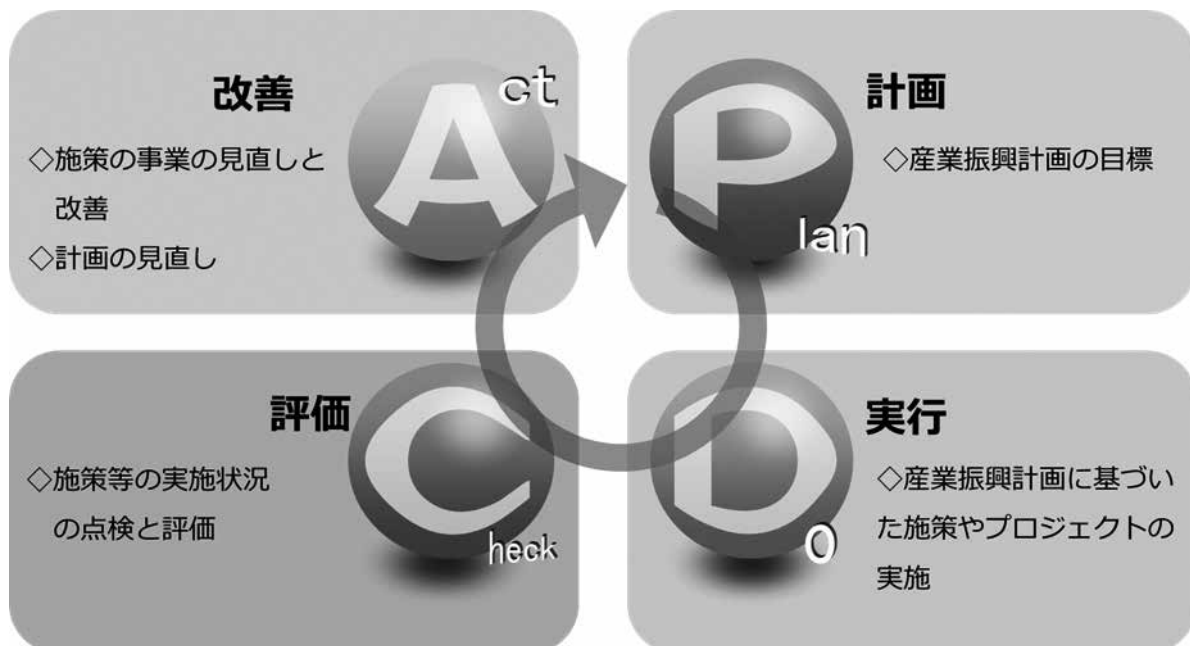 改善
Act
◇施策の事業の見直しと
改善
◇計画の見直し
計画
Plan
◇産業振興計画の目標
評価
Check
◇施策等の実施状況
の点検と評価
実行
Do
◇産業振興計画に基づい
た施策やプロジェクトの
実施